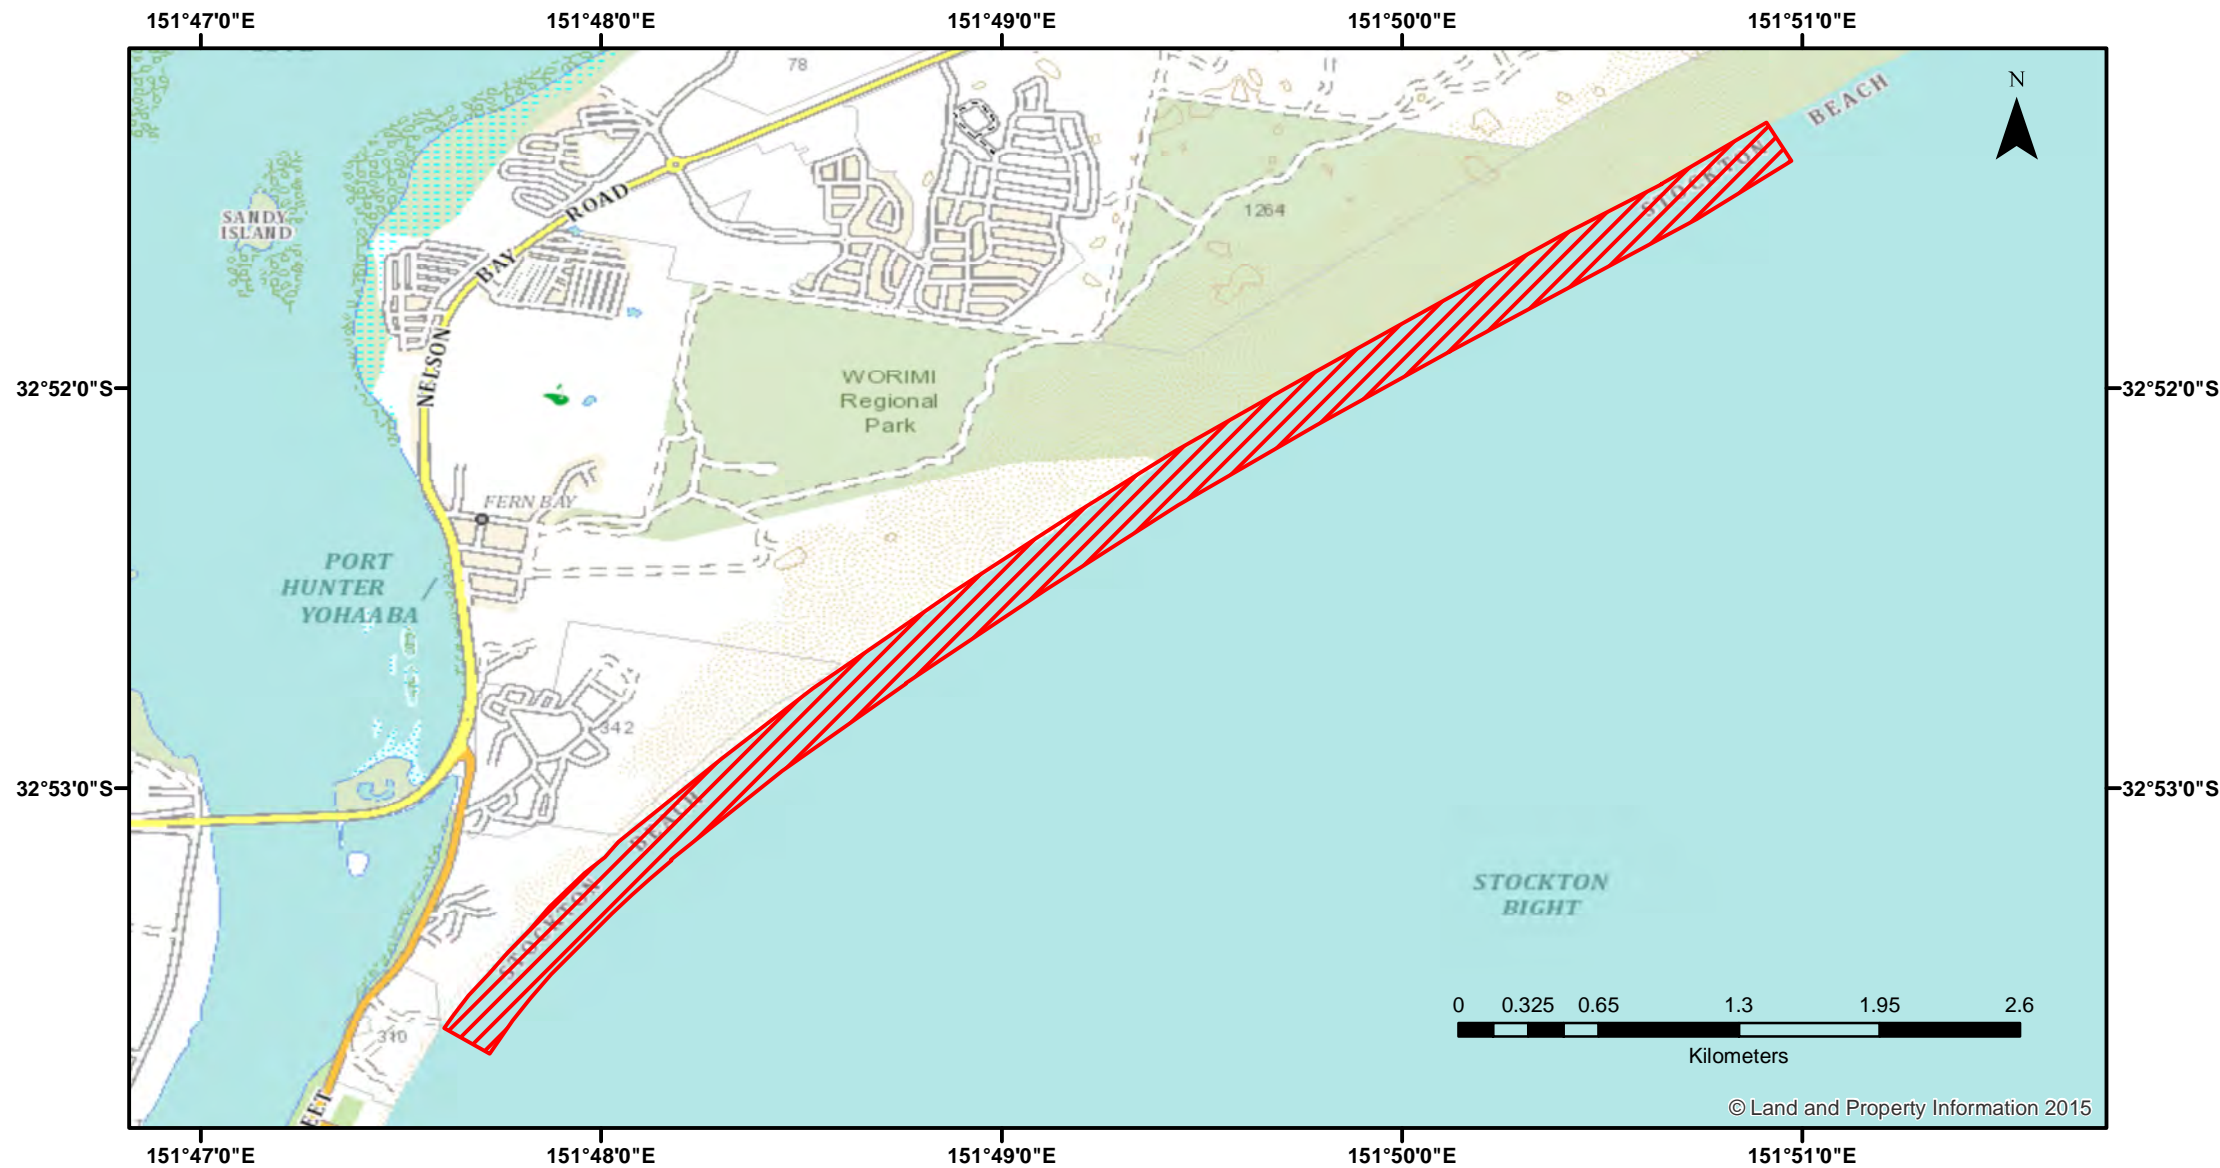 151°47'0"E
151°48'0"E
151°49'0"E
151°50'0"E
151°51'0"E
78
N
BEACH
STOCKTON
SANDY
ISLAND
NELSON BAY ROAD
1264
32°52'0"S
32°52'0"S
WORIMI
Regional
Park
FERN BAY
PORT
HUNTER
YOHAABA
342
32°53'0"S
32°53'0"S
STOCKTON BEACH
STOCKTON
BIGHT
0 0.325 0.65 1.3 1.95 2.6
Kilometers
310
EET
© Land and Property Information 2015
151°47'0"E
151°48'0"E
151°49'0"E
151°50'0"E
151°51'0"E